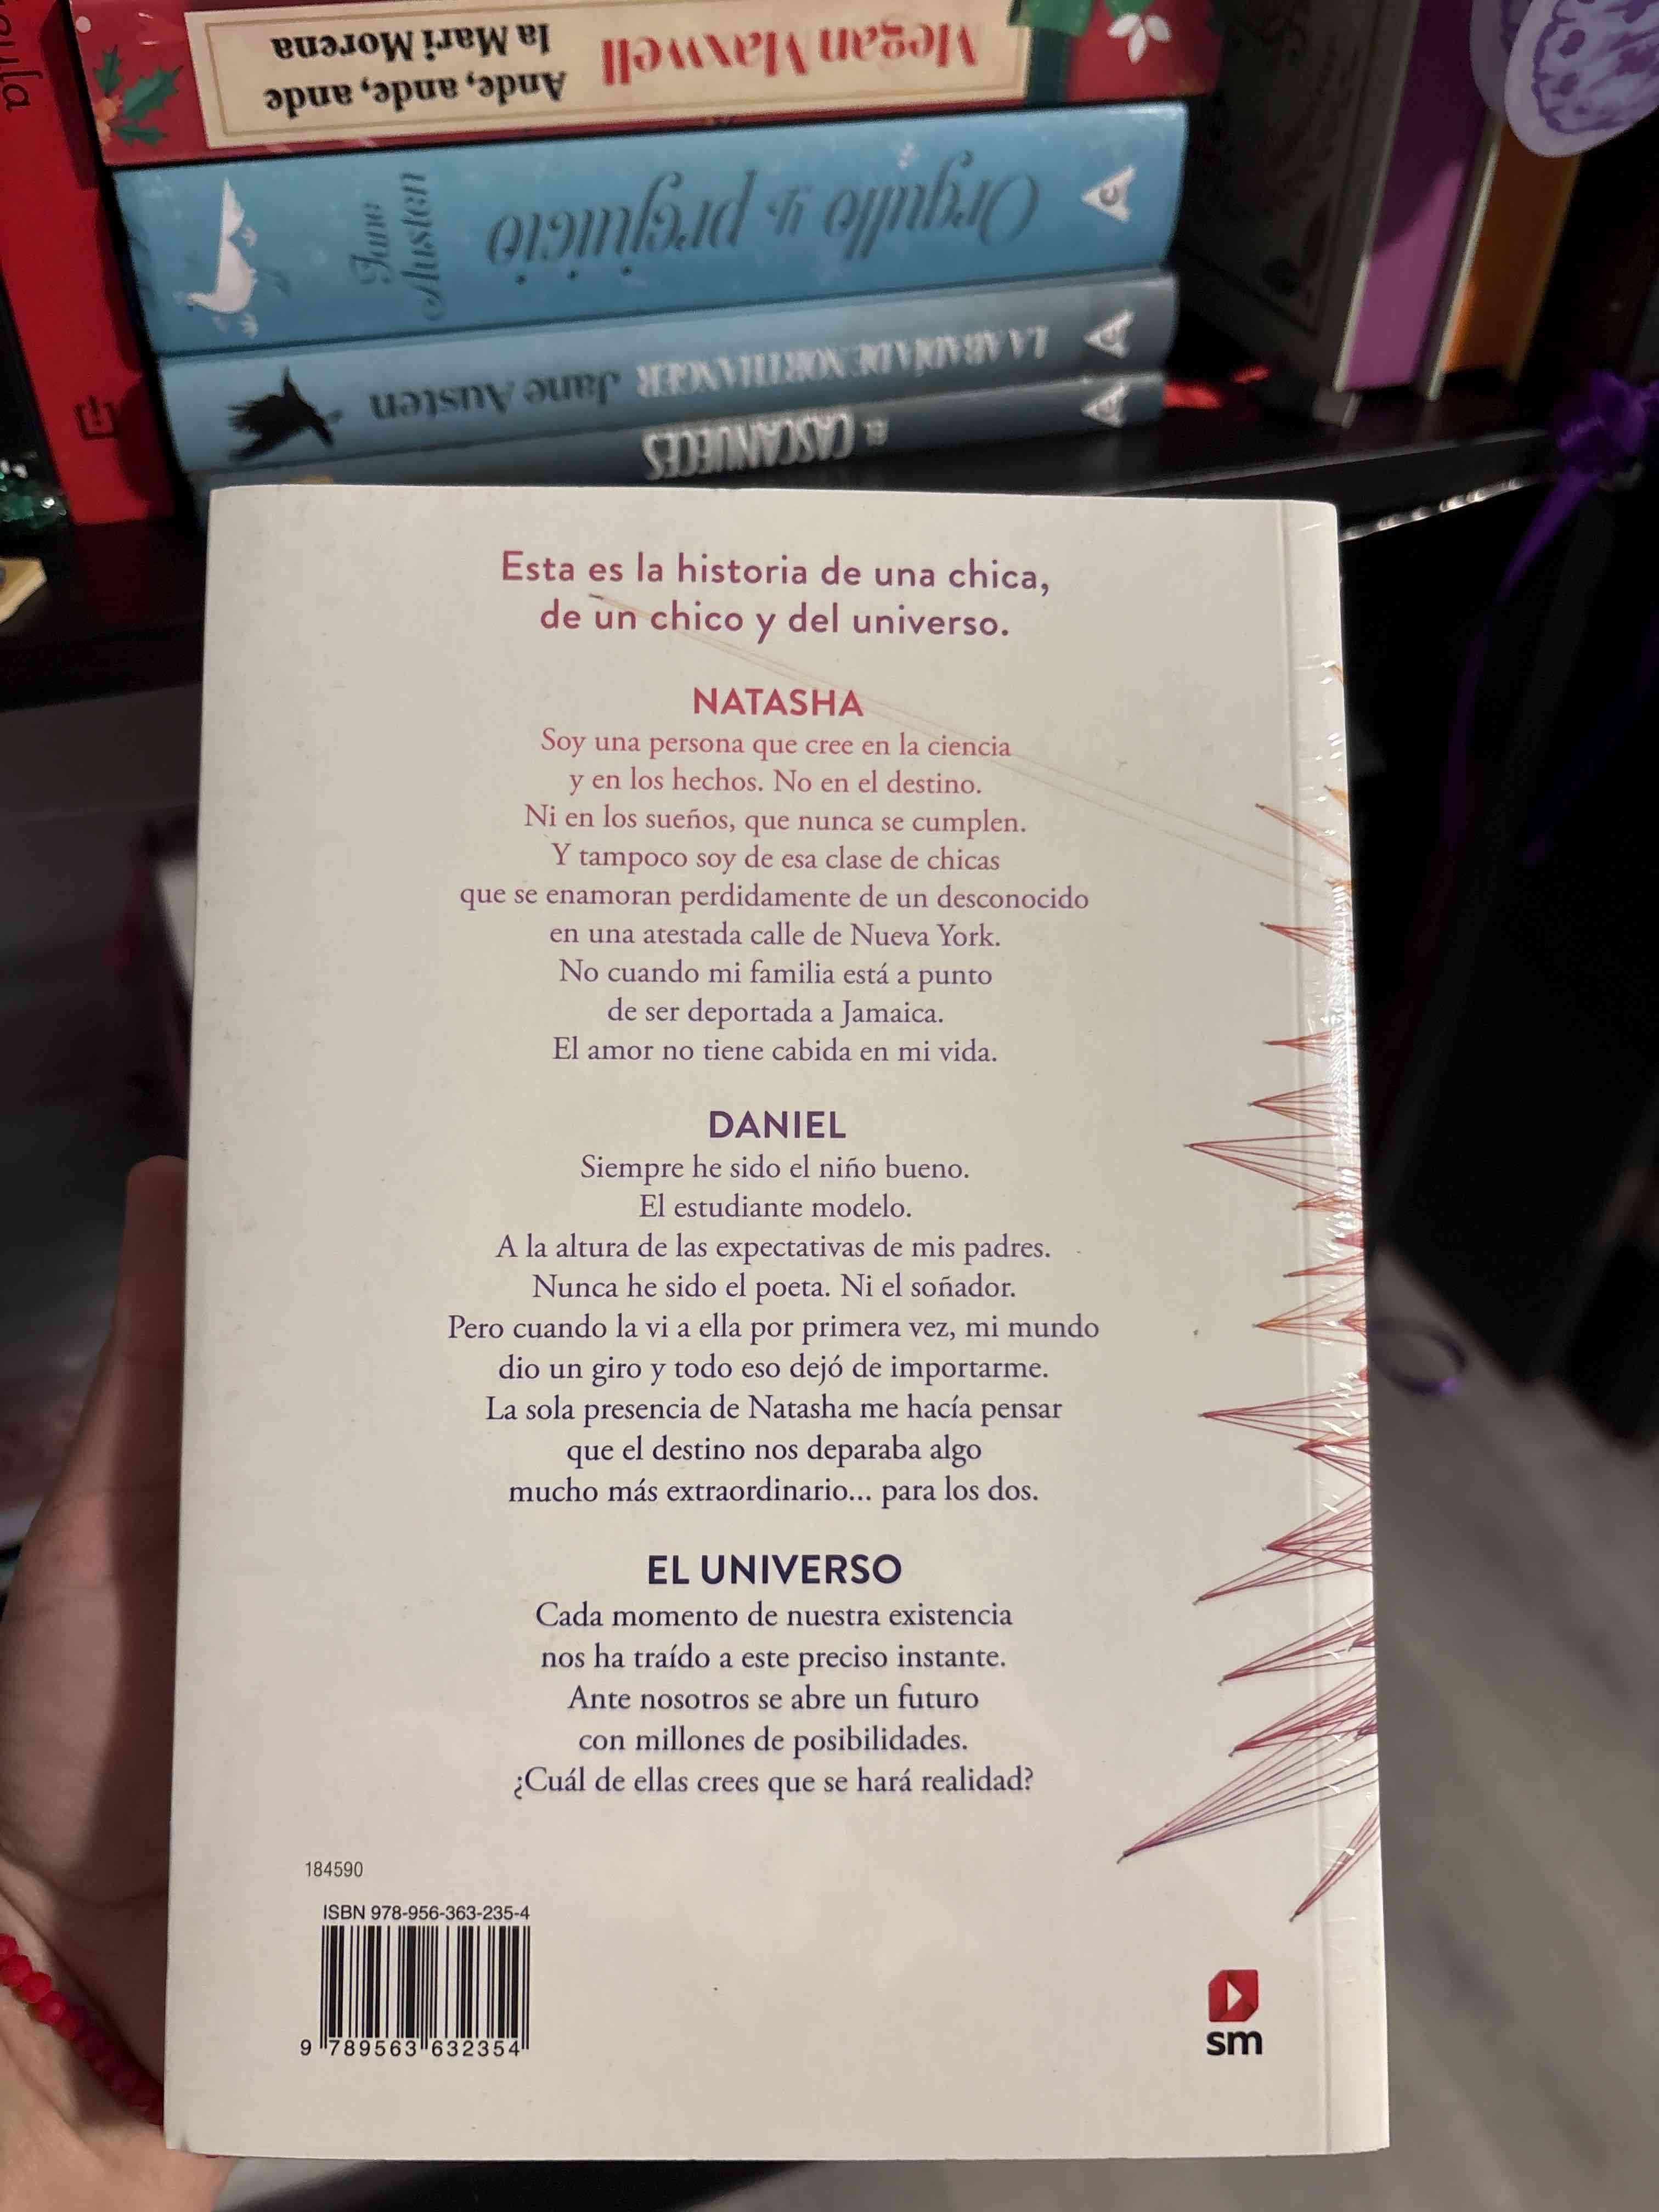 Megan Maxwell
Ande, ande, ande
la Mari Morena
Orgullo y prejuicio
Jane
Austen
LA ABADÍA DE NORTHANGER Jane Austen
EL CASCANUECES
Esta es la historia de una chica,
de un chico y del universo.
NATASHA
Soy una persona que cree en la ciencia
y en los hechos. No en el destino.
Ni en los sueños, que nunca se cumplen.
Y tampoco soy de esa clase de chicas
que se enamoran perdidamente de un desconocido
en una atestada calle de Nueva York.
No cuando mi familia está a punto
de ser deportada a Jamaica.
El amor no tiene cabida en mi vida.
DANIEL
Siempre he sido el niño bueno.
El estudiante modelo.
A la altura de las expectativas de mis padres.
Nunca he sido el poeta. Ni el soñador.
Pero cuando la vi a ella por primera vez, mi mundo
dio un giro y todo eso dejó de importarme.
La sola presencia de Natasha me hacía pensar
que el destino nos deparaba algo
mucho más extraordinario... para los dos.
EL UNIVERSO
Cada momento de nuestra existencia
nos ha traído a este preciso instante.
Ante nosotros se abre un futuro
con millones de posibilidades.
¿Cuál de ellas crees que se hará realidad?
184590
ISBN 978-956-363-235-4
9 789563 632354
sm